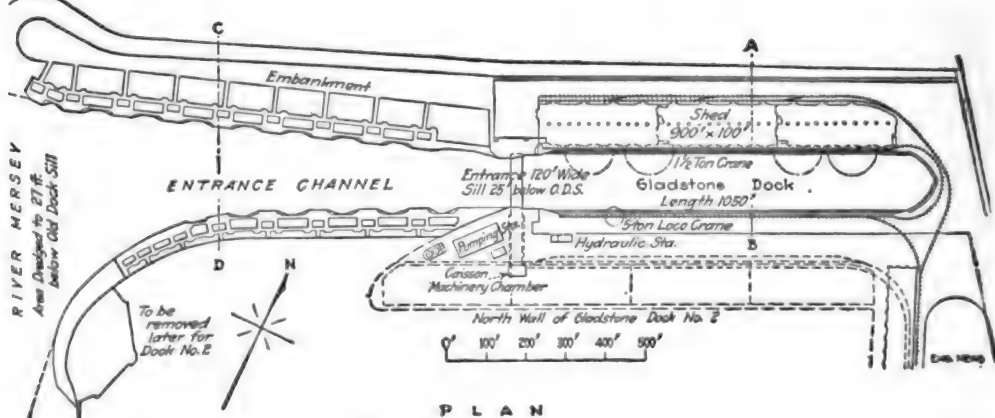 C
A
Embankment
Shed
900' x 100'
1½ Ton Crane
Entrance 120' Wide
Sill 25' below O.D.S.
ENTRANCE CHANNEL
Gladstone Dock
Length 1050'
RIVER MERSEY
Area Dredged to 27 ft.
below Old Dock Sill
5 ton Loco Crane
Pumping Sta.
Hydraulic Sta.
D
N
B
Caisson
Machinery Chamber
To be
removed
later for
Dock No. 2
North Wall of Gladstone Dock No. 2
0' 100' 200' 300' 400' 500'
ENG. NEWS
PLAN